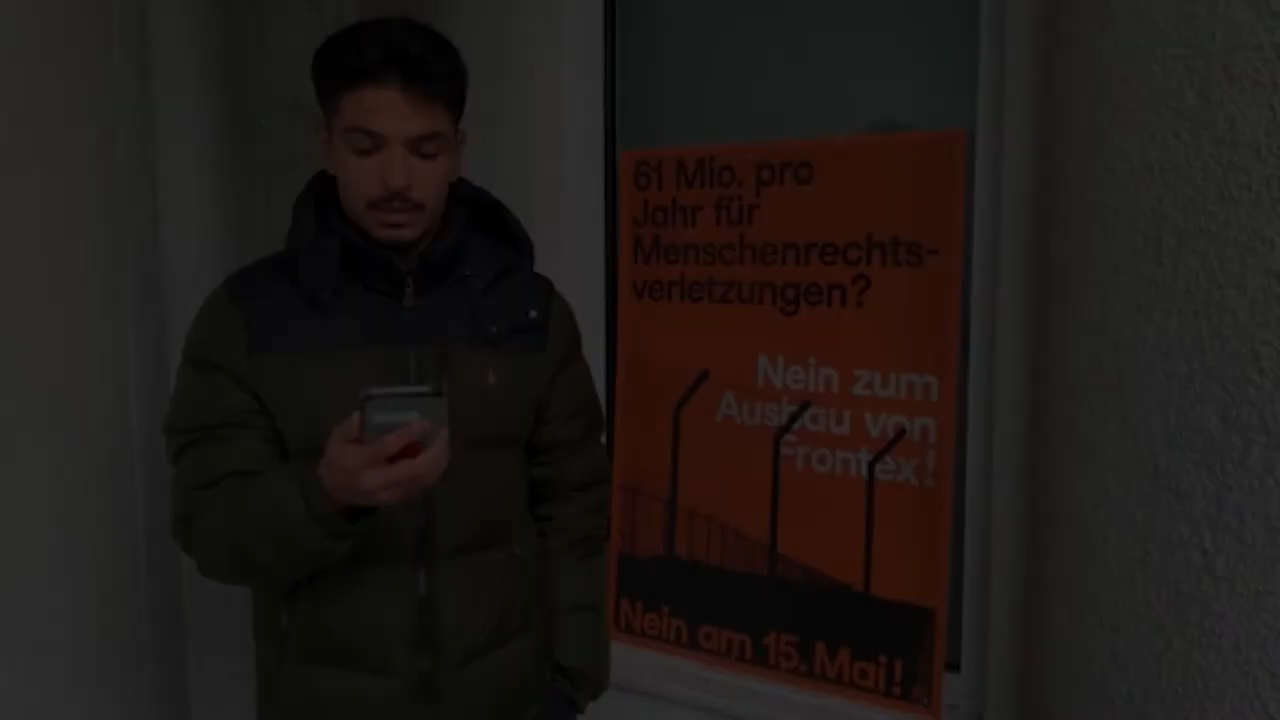 61 Mio. pro
Jahr für
Menschenrechts-
verletzungen?
Nein zum
Ausbau von
Frontex!
Nein am 15. Mai!